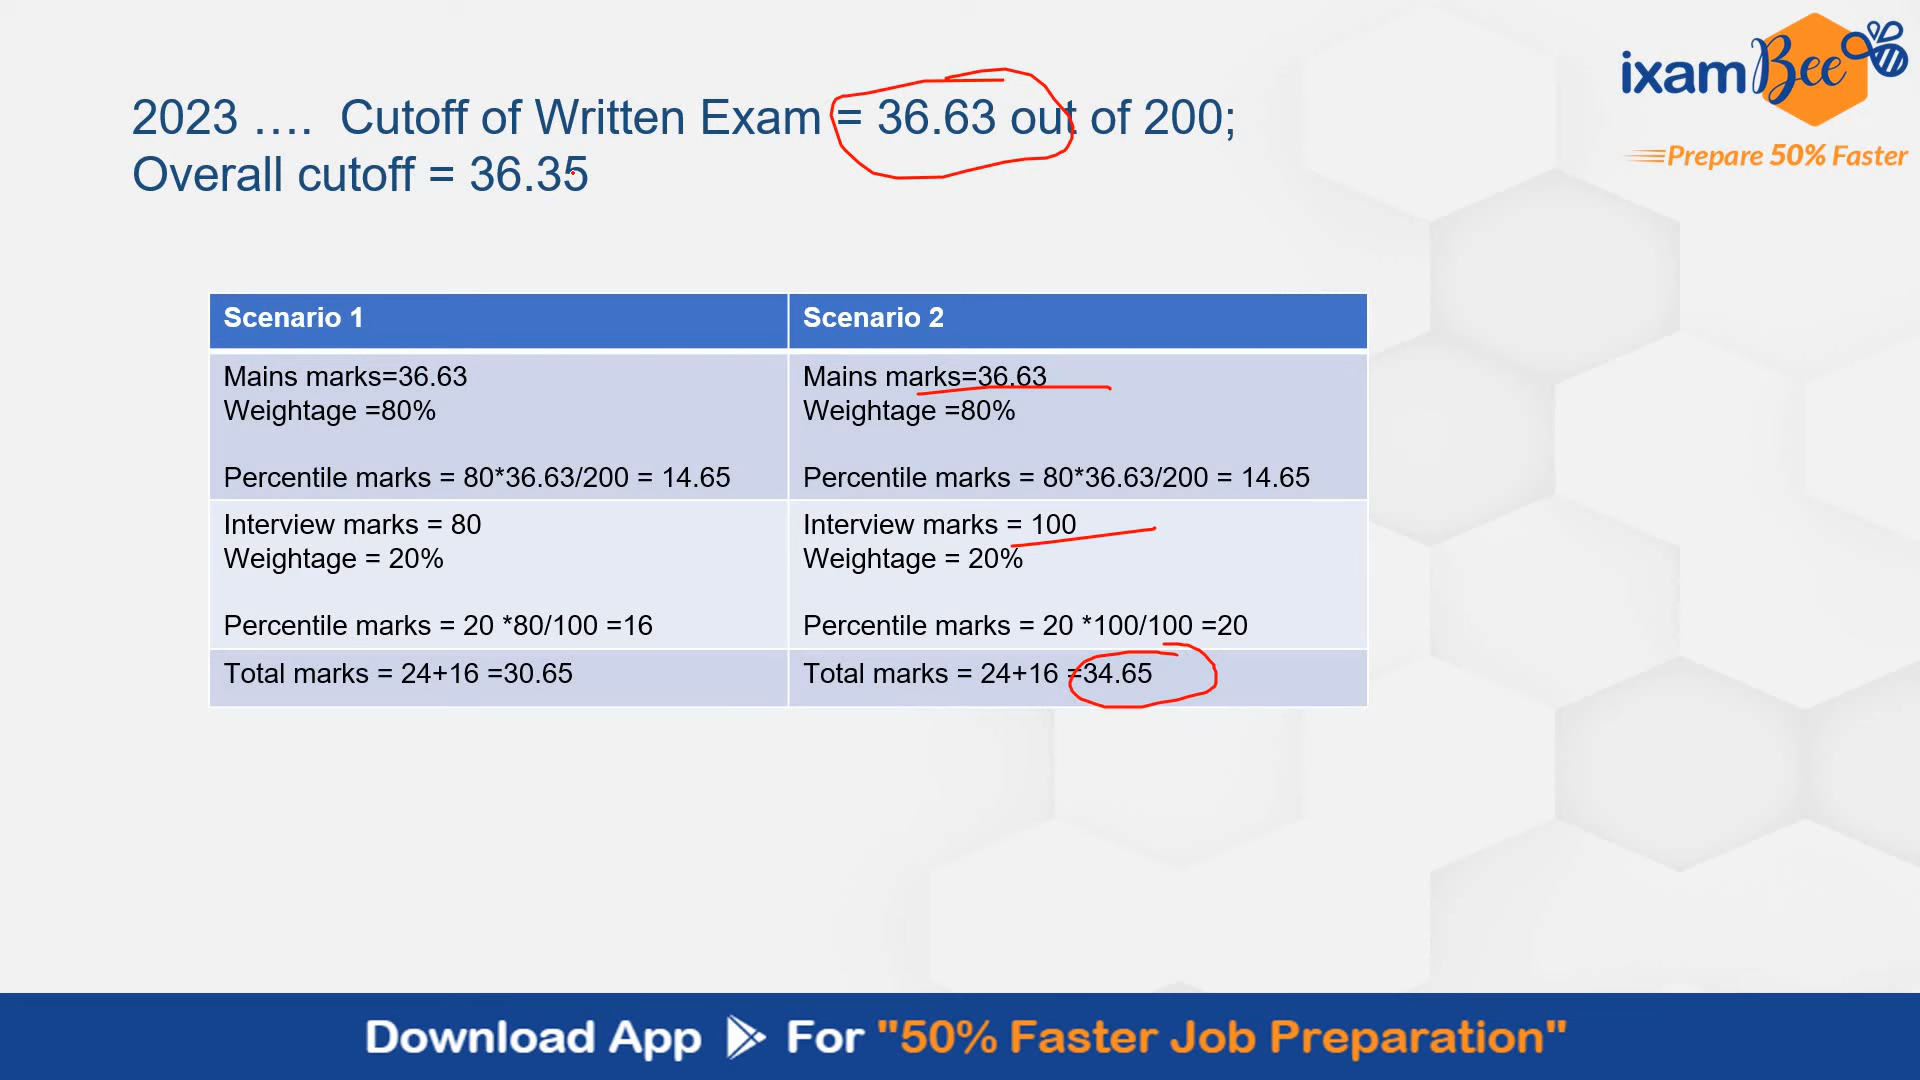 ixamBee
Prepare 50% Faster
2023 …. Cutoff of Written Exam = 36.63 out of 200;
Overall cutoff = 36.35
Scenario 1
Scenario 2
Mains marks=36.63
Weightage =80%
Percentile marks = 80*36.63/200 = 14.65
Mains marks=36.63
Weightage =80%
Percentile marks = 80*36.63/200 = 14.65
Interview marks = 80
Weightage = 20%
Percentile marks = 20 *80/100 =16
Interview marks = 100
Weightage = 20%
Percentile marks = 20 *100/100 =20
Total marks = 24+16 =30.65
Total marks = 24+16 =34.65
Download App For "50% Faster Job Preparation"